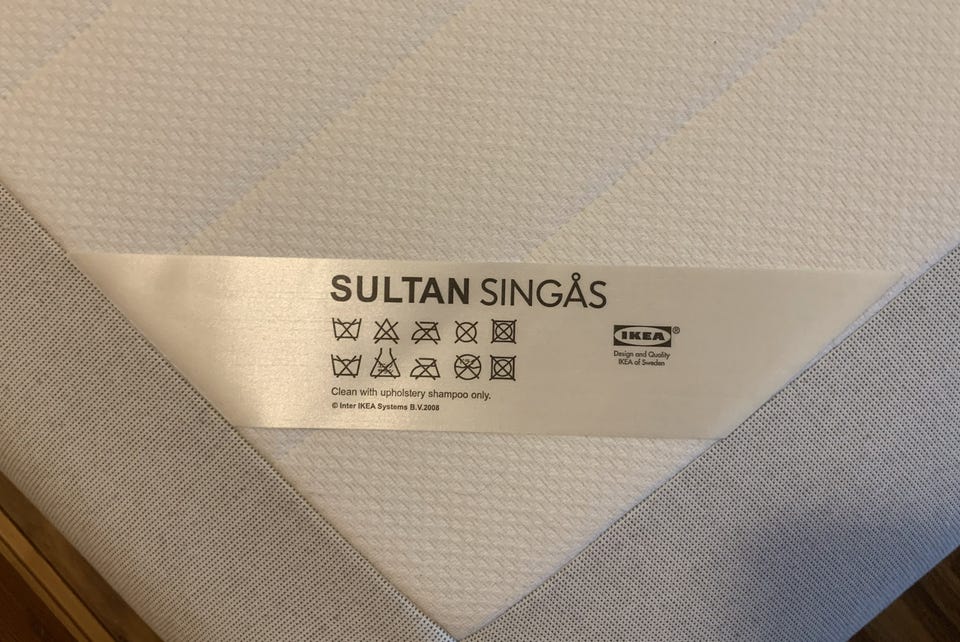 SULTAN SINGÅS
IKEA®
Design and Quality
IKEA of Sweden
Clean with upholstery shampoo only.
© Inter IKEA Systems B.V.2008